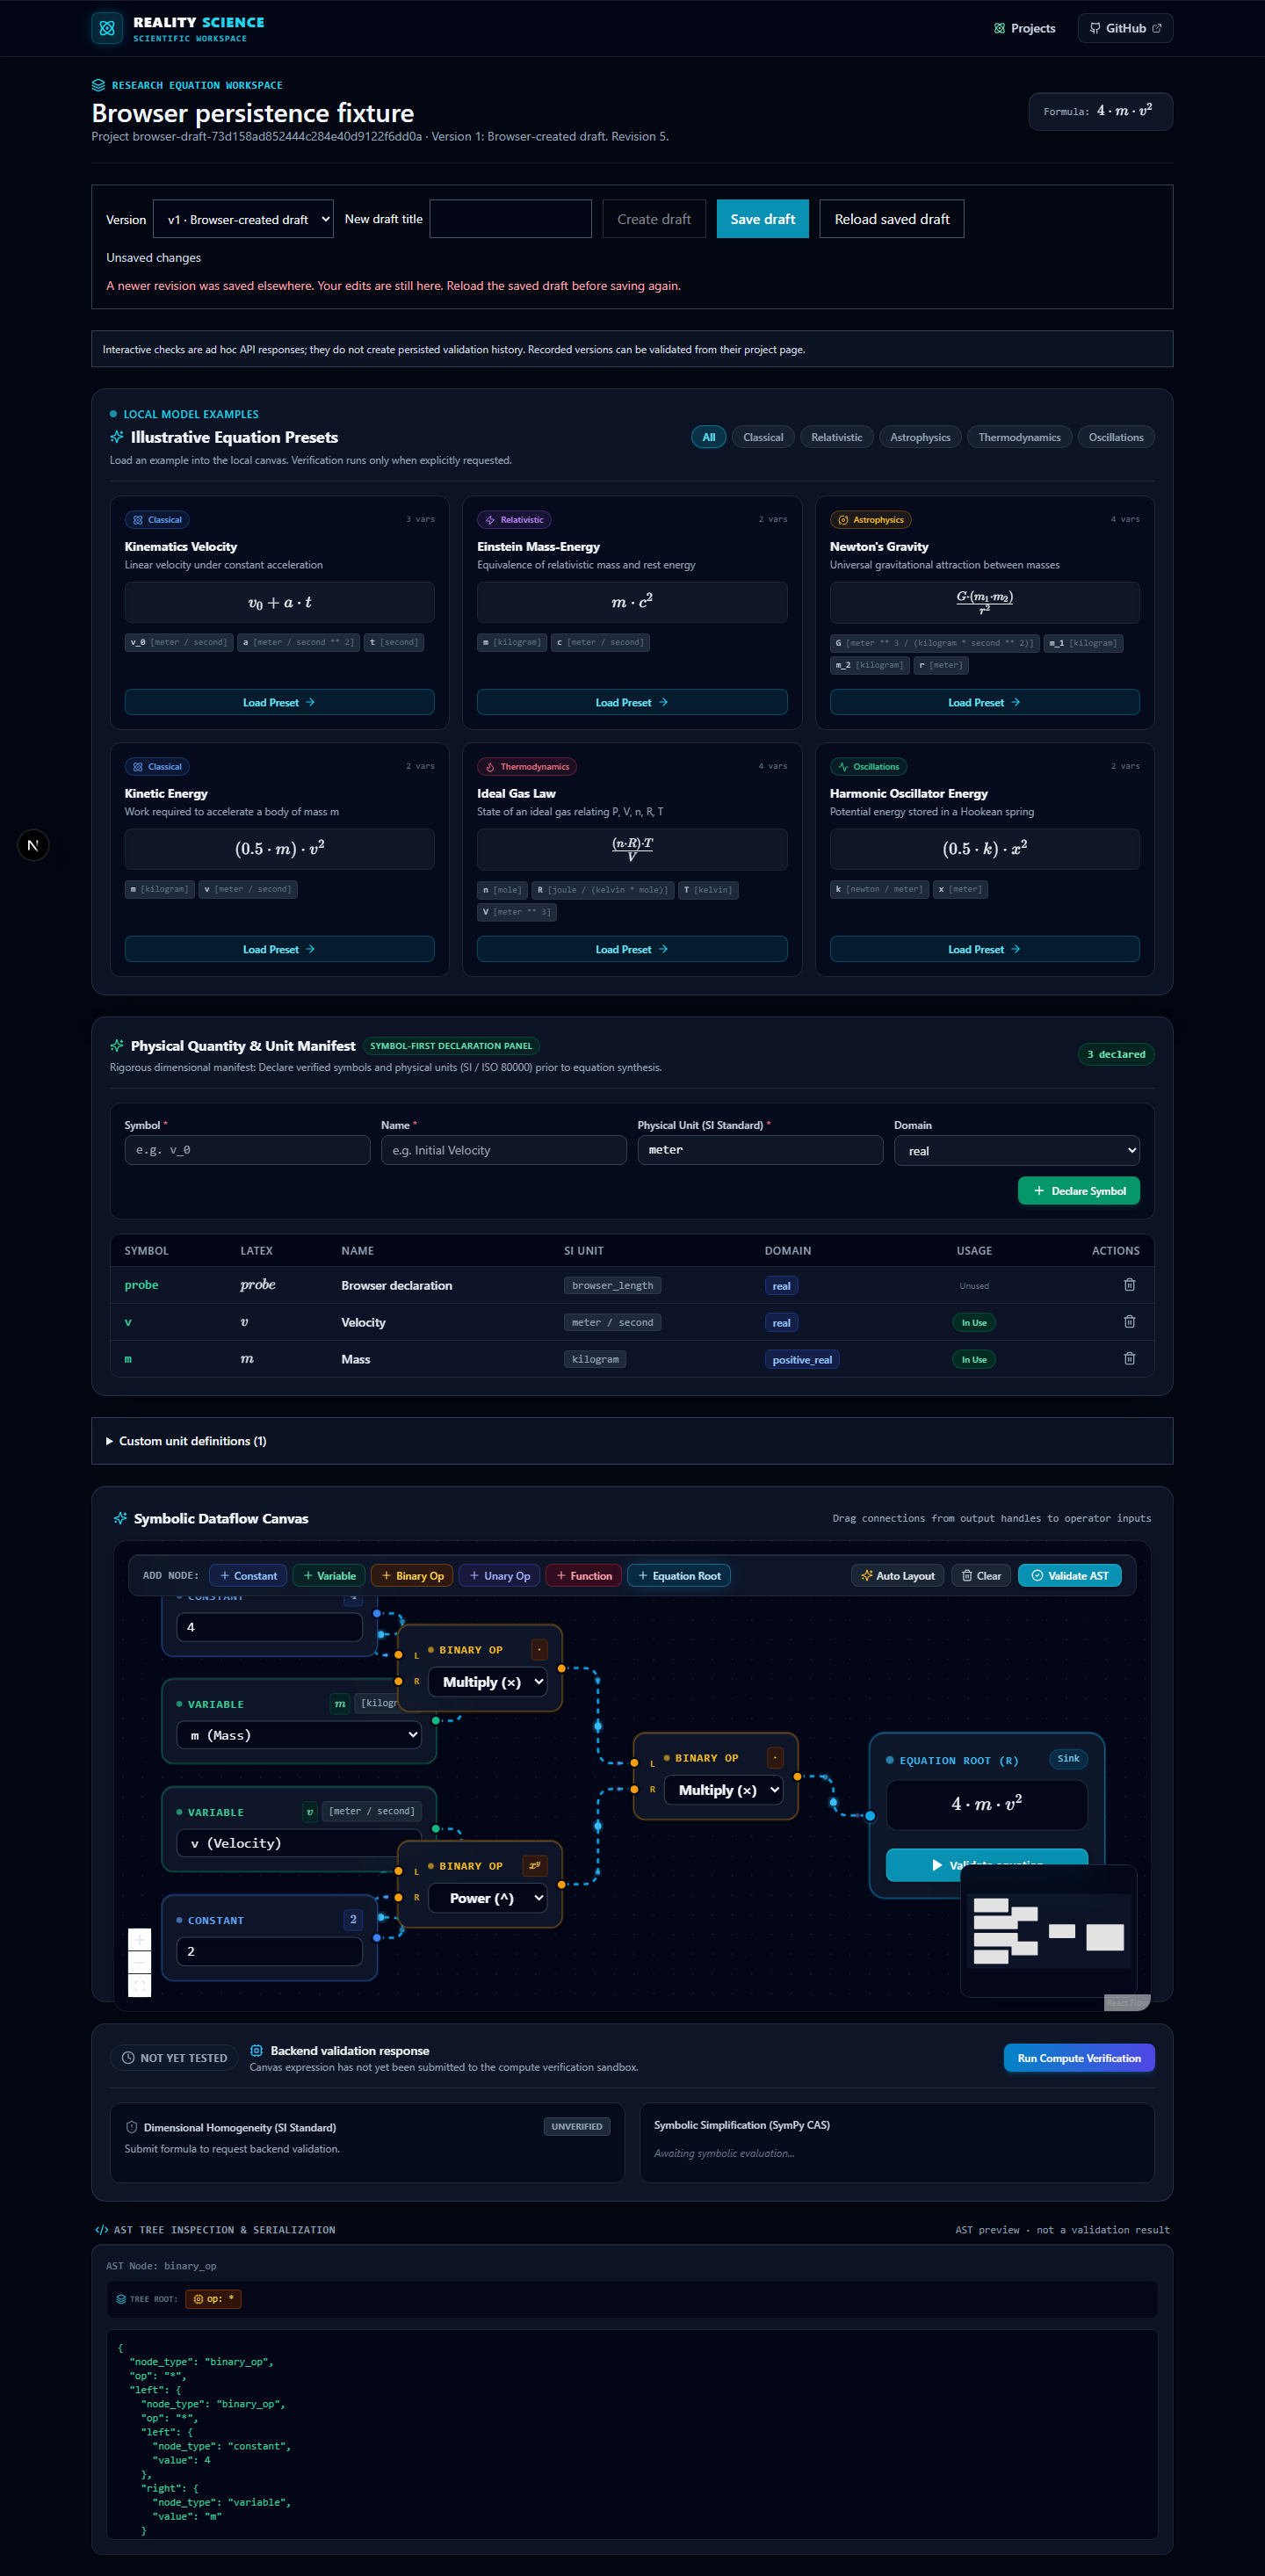 REALITY SCIENCE
SCIENTIFIC WORKSPACE
Projects
GitHub
RESEARCH EQUATION WORKSPACE
Browser persistence fixture
Project browser-draft-73d158ad852444c284e40d9122f6dd0a · Version 1: Browser-created draft. Revision 5.
Formula: 4 · m · v²
Version
v1 · Browser-created draft
New draft title
Create draft
Save draft
Reload saved draft
Unsaved changes
A newer revision was saved elsewhere. Your edits are still here. Reload the saved draft before saving again.
Interactive checks are ad hoc API responses; they do not create persisted validation history. Recorded versions can be validated from their project page.
LOCAL MODEL EXAMPLES
Illustrative Equation Presets
All
Classical
Relativistic
Astrophysics
Thermodynamics
Oscillations
Load an example into the local canvas. Verification runs only when explicitly requested.
Classical
3 vars
Kinematics Velocity
Linear velocity under constant acceleration
v₀ + a · t
v_0 [meter / second]
a [meter / second ** 2]
t [second]
Load Preset
Relativistic
2 vars
Einstein Mass-Energy
Equivalence of relativistic mass and rest energy
m · c²
m [kilogram]
c [meter / second]
Load Preset
Astrophysics
4 vars
Newton's Gravity
Universal gravitational attraction between masses
G·(m₁·m₂)
r²
G [meter ** 3 / (kilogram * second ** 2)]
m_1 [kilogram]
m_2 [kilogram]
r [meter]
Load Preset
Classical
2 vars
Kinetic Energy
Work required to accelerate a body of mass m
(0.5 · m) · v²
m [kilogram]
v [meter / second]
Load Preset
Thermodynamics
4 vars
Ideal Gas Law
State of an ideal gas relating P, V, n, R, T
(n·R)·T
V
n [mole]
R [joule / (kelvin * mole)]
T [kelvin]
V [meter ** 3]
Load Preset
Oscillations
2 vars
Harmonic Oscillator Energy
Potential energy stored in a Hookean spring
(0.5 · k) · x²
k [newton / meter]
x [meter]
Load Preset
Physical Quantity & Unit Manifest
SYMBOL-FIRST DECLARATION PANEL
Rigorous dimensional manifest: Declare verified symbols and physical units (SI / ISO 80000) prior to equation synthesis.
3 declared
Symbol *
Name *
Physical Unit (SI Standard) *
Domain
e.g. v_0
e.g. Initial Velocity
meter
real
Declare Symbol
SYMBOL LATEX NAME SI UNIT DOMAIN USAGE ACTIONS
probe probe Browser declaration browser_length real Unused
v v Velocity meter / second real In Use
m m Mass kilogram positive_real In Use
Custom unit definitions (1)
Symbolic Dataflow Canvas
Drag connections from output handles to operator inputs
ADD NODE:
Constant
Variable
Binary Op
Unary Op
Function
Equation Root
Auto Layout
Clear
Validate AST
CONSTANT
4
BINARY OP ·
L
R
Multiply (×)
VARIABLE m [kilogr
m (Mass)
BINARY OP ·
L
R
Multiply (×)
EQUATION ROOT (R) Sink
4 · m · v²
VARIABLE v [meter / second]
v (Velocity)
BINARY OP xʸ
L
R
Power (^)
CONSTANT 2
2
React Flow
NOT YET TESTED
Backend validation response
Canvas expression has not yet been submitted to the compute verification sandbox.
Run Compute Verification
Dimensional Homogeneity (SI Standard)
UNVERIFIED
Submit formula to request backend validation.
Symbolic Simplification (SymPy CAS)
Awaiting symbolic evaluation...
AST TREE INSPECTION & SERIALIZATION
AST preview · not a validation result
AST Node: binary_op
TREE ROOT:
op: *
{
"node_type": "binary_op",
"op": "*",
"left": {
"node_type": "binary_op",
"op": "*",
"left": {
"node_type": "constant",
"value": 4
},
"right": {
"node_type": "variable",
"value": "m"
}